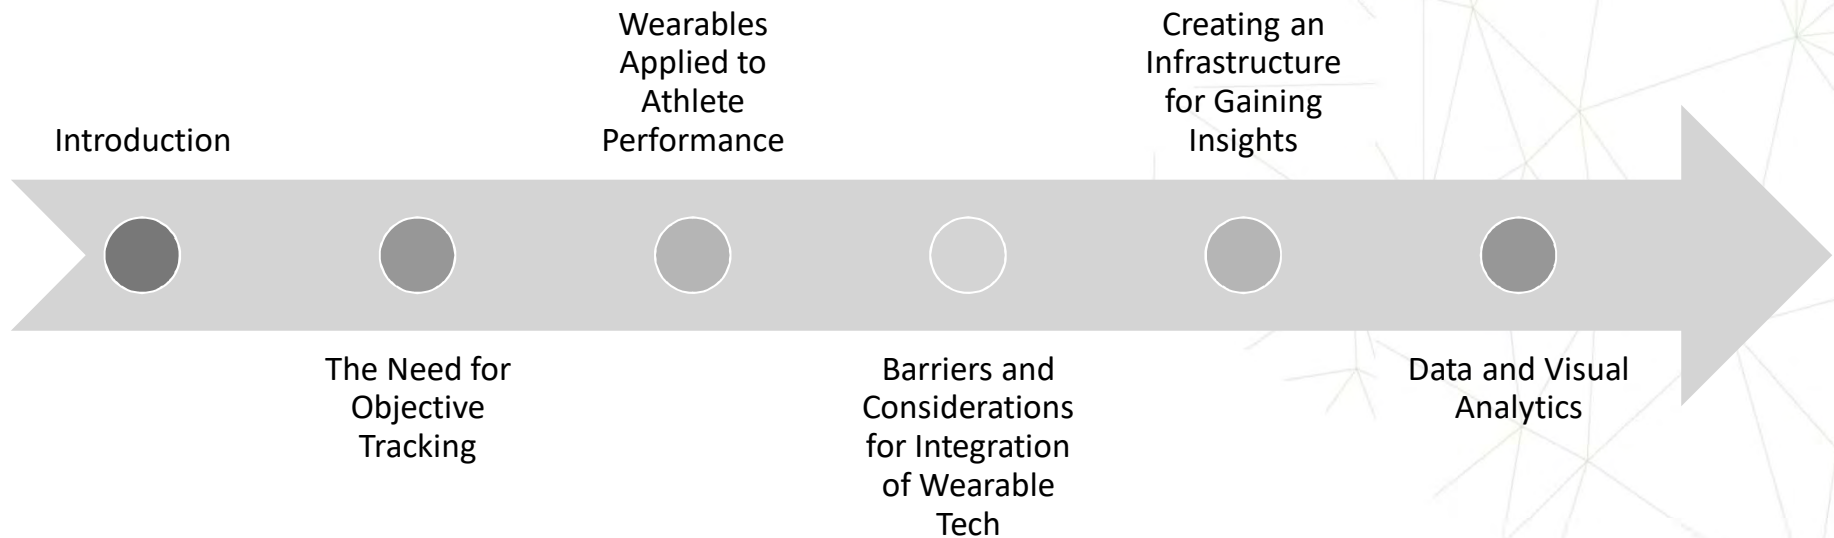 Introduction
The Need for
Objective
Tracking
Wearables
Applied to
Athlete
Performance
Barriers and
Considerations
for Integration
of Wearable
Tech
Creating an
Infrastructure
for Gaining
Insights
Data and Visual
Analytics